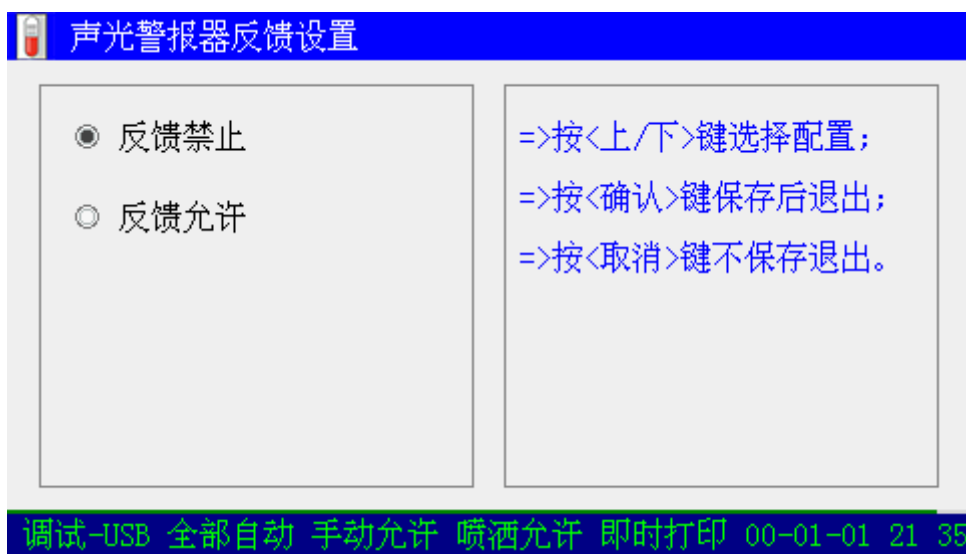 声光警报器反馈设置
反馈禁止
反馈允许
=>按<上/下>键选择配置;
=>按<确认>键保存后退出;
=>按<取消>键不保存退出。
调试-USB 全部自动 手动允许 喷洒允许 即时打印 00-01-01 21 35